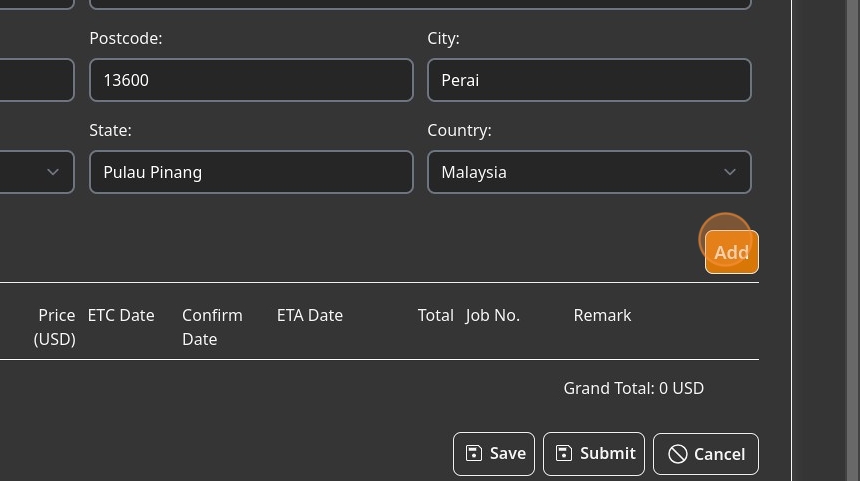 Postcode: City:
13600 Perai
State: Country:
Pulau Pinang Malaysia
Add
Price (USD) ETC Date Confirm Date ETA Date Total Job No. Remark
Grand Total: 0 USD
Save Submit Cancel